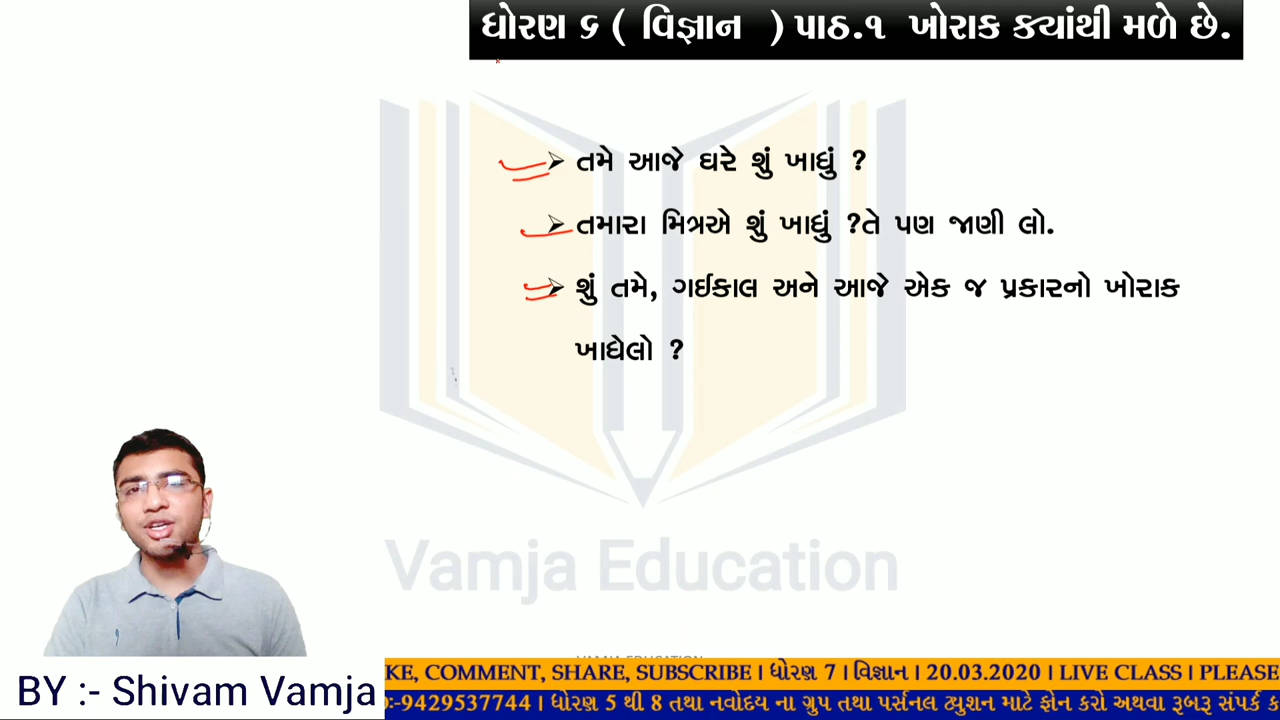 ધોરણ ૬ ( વિજ્ઞાન ) પાઠ.૧ ખોરાક ક્યાંથી મળે છે.
તમે આજે ઘરે શું ખાધું ?
તમારા મિત્રએ શું ખાધું ?તે પણ જાણી લો.
શું તમે, ગઈકાલ અને આજે એક જ પ્રકારનો ખોરાક
ખાધેલો ?
Vamja Education
BY :- Shivam Vamja
KE, COMMENT, SHARE, SUBSCRIBE । ધોરણ 7 । વિજ્ઞાન । 20.03.2020 । LIVE CLASS । PLEASE
:-9429537744 । ધોરણ 5 થી 8 તથા નવોદય ના ગ્રુપ તથા પર્સનલ ટ્યુશન માટે ફોન કરો અથવા રૂબરૂ સંપર્ક ક